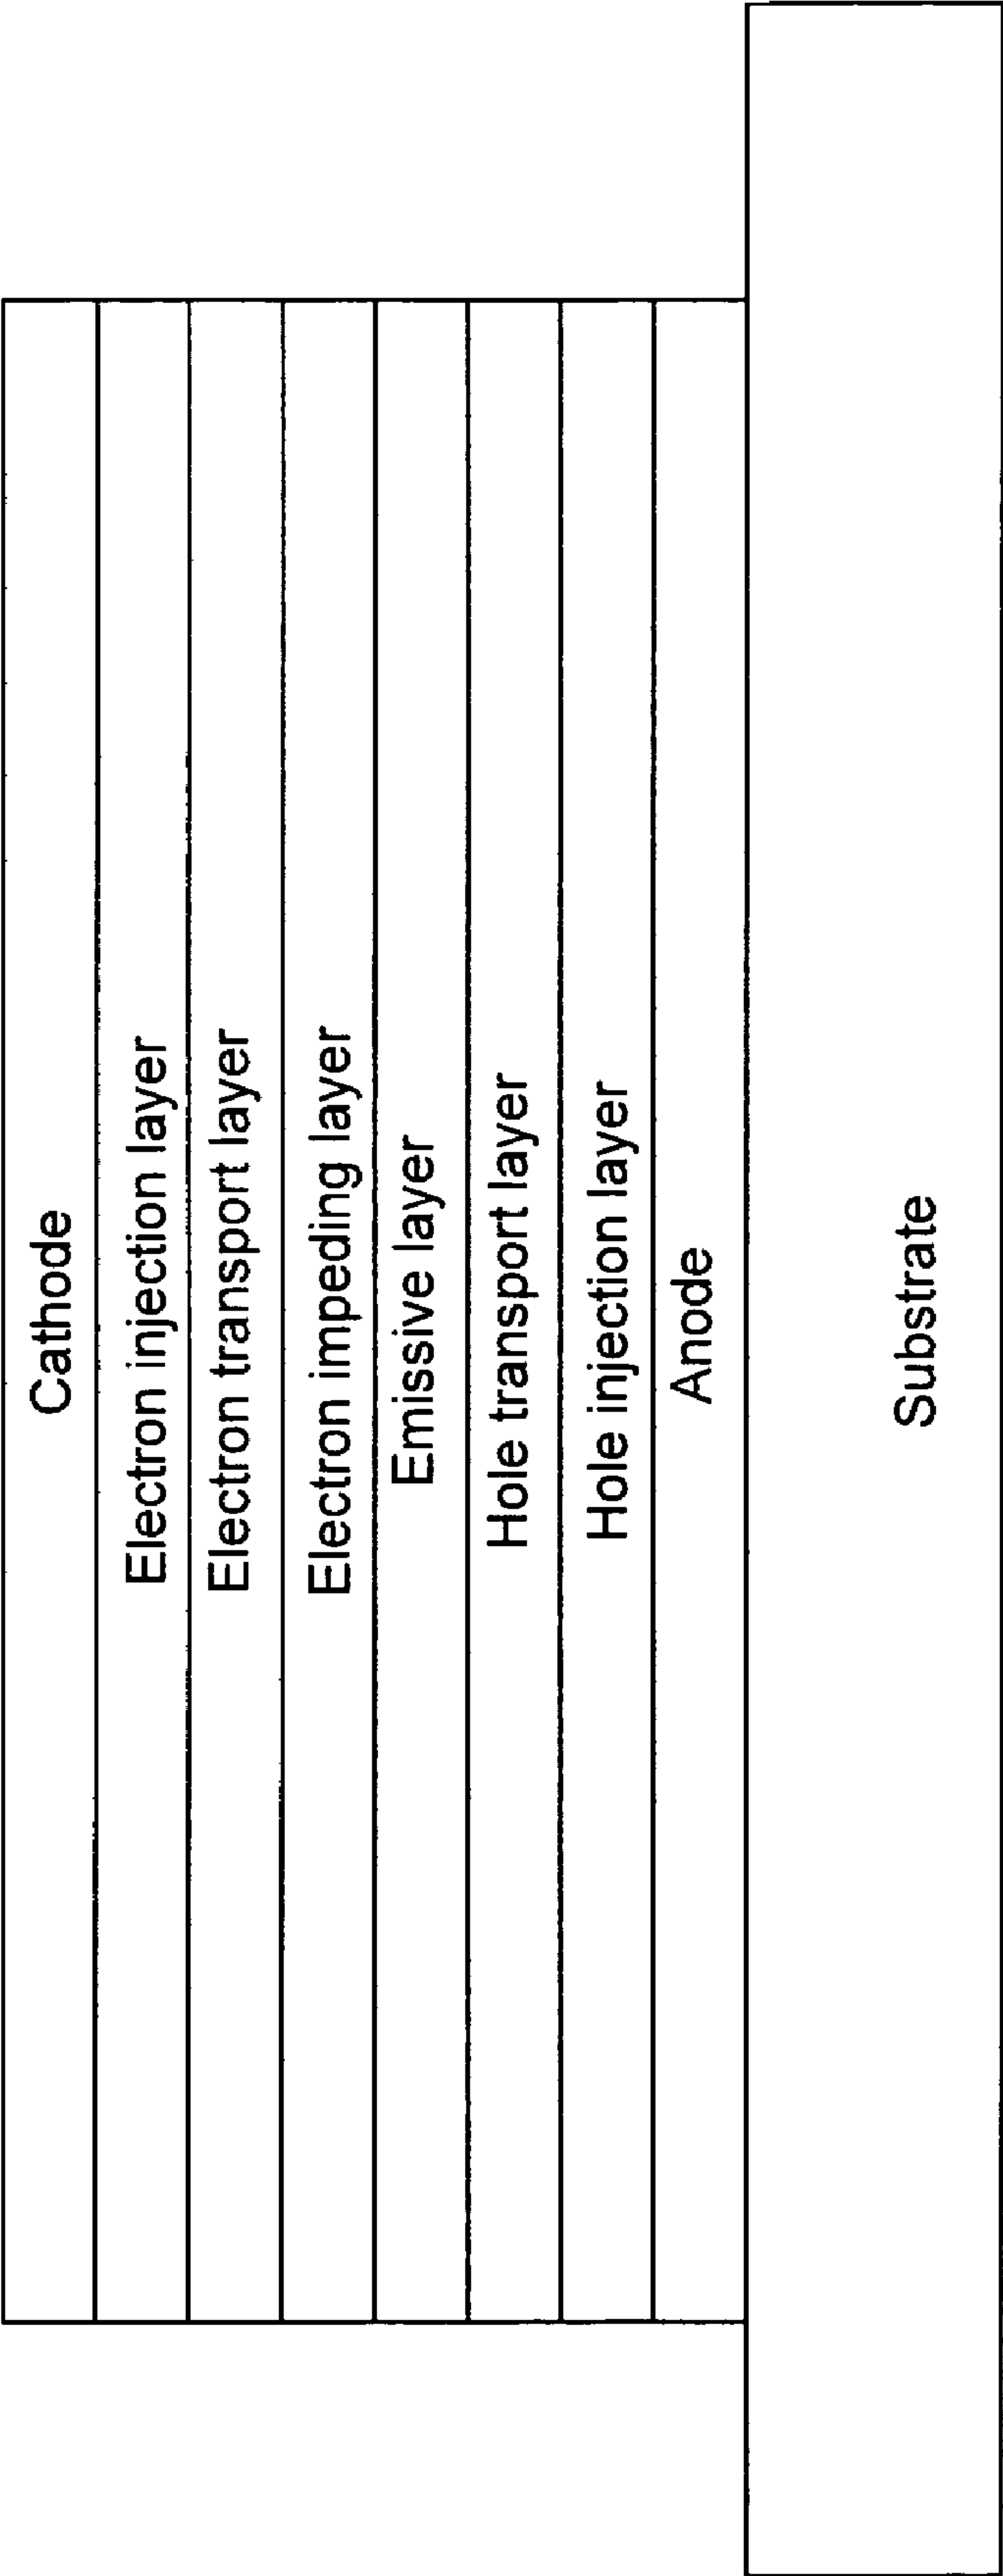 Cathode
Electron injection layer
Electron transport layer
Electron impeding layer
Emissive layer
Hole transport layer
Hole injection layer
Anode
Substrate